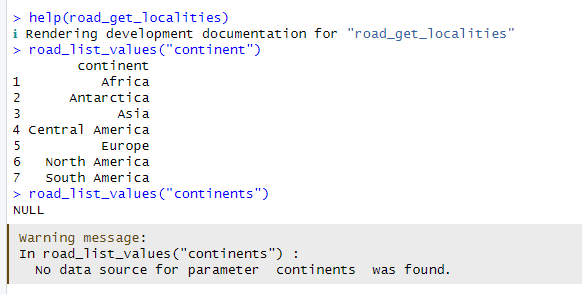 > help(road_get_localities)
ℹ Rendering development documentation for "road_get_localities"
> road_list_values("continent")
        continent
1          Africa
2      Antarctica
3            Asia
4 Central America
5          Europe
6   North America
7   South America
> road_list_values("continents")
NULL
Warning message:
In road_list_values("continents") :
  No data source for parameter  continents  was found.